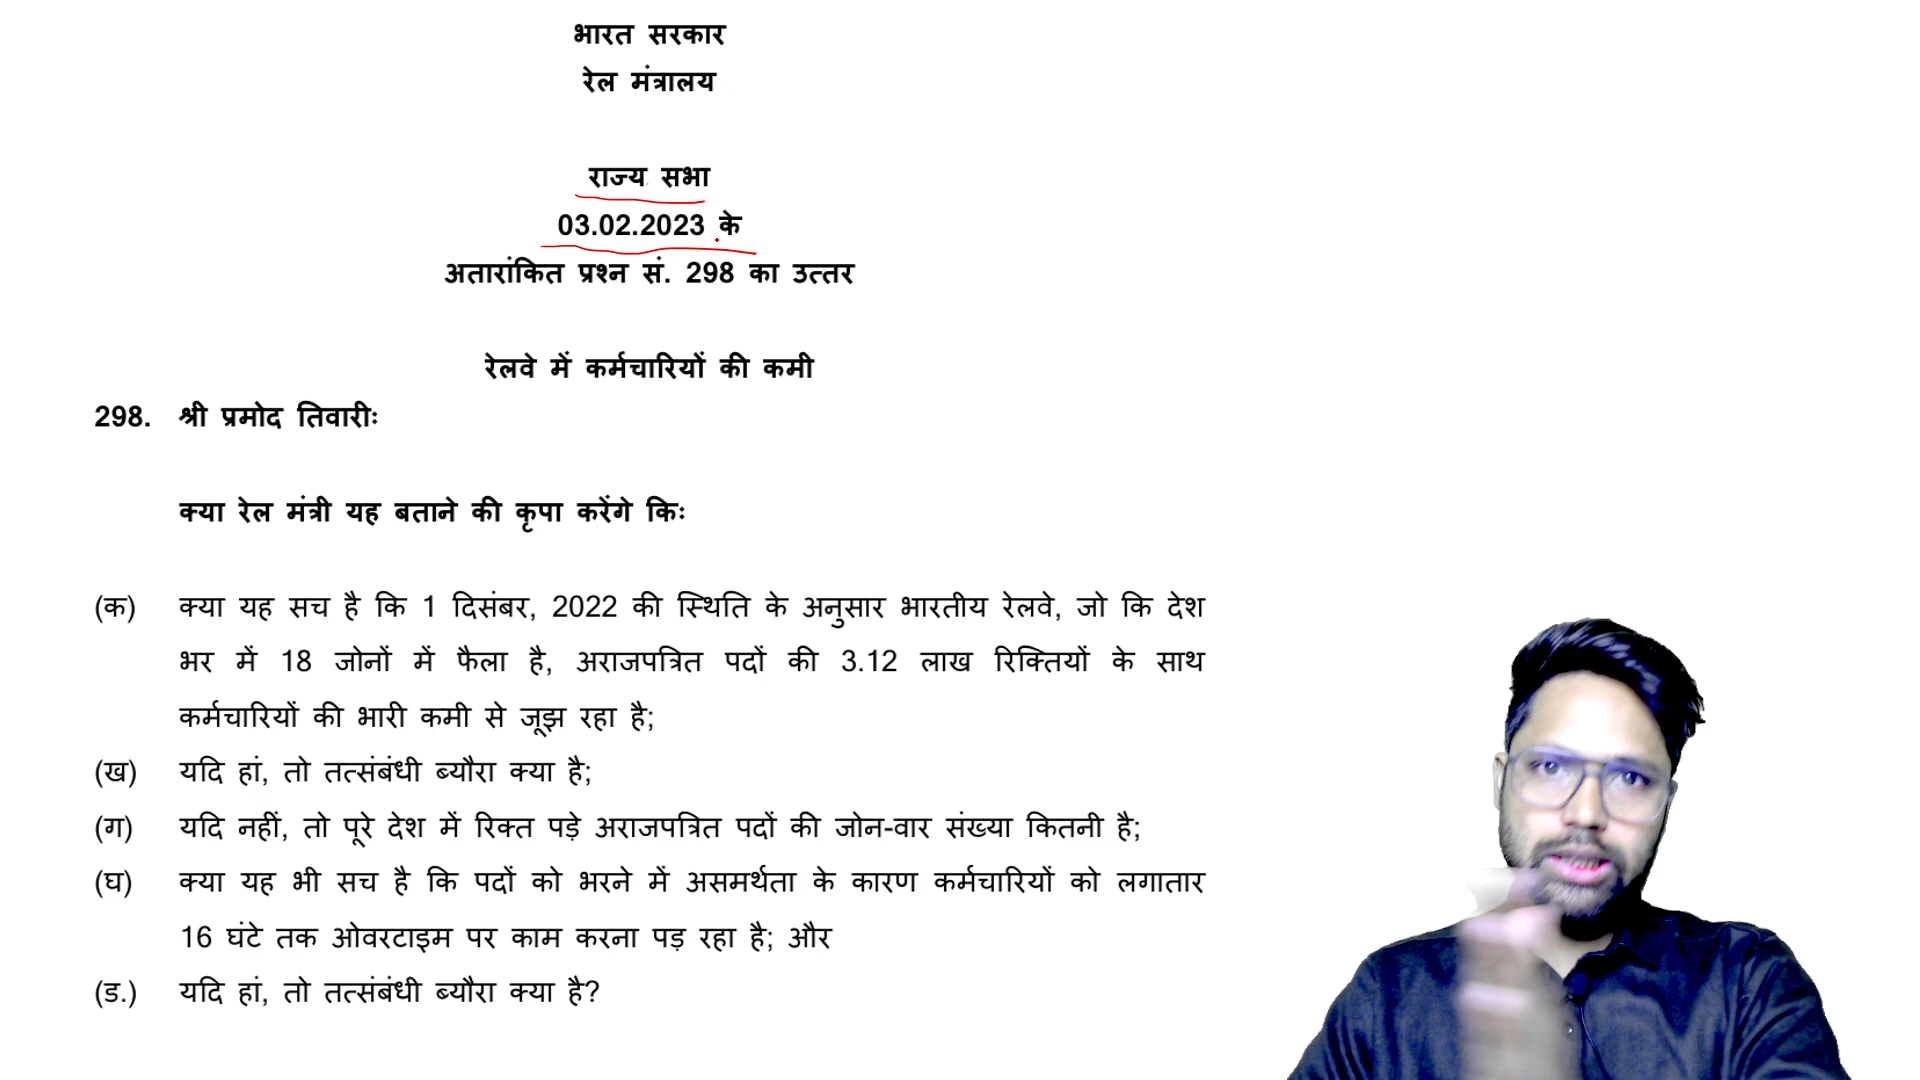 भारत सरकार
रेल मंत्रालय
राज्य सभा
03.02.2023 के
अतारांकित प्रश्न सं. 298 का उत्तर
रेलवे में कर्मचारियों की कमी
298. श्री प्रमोद तिवारीः
क्या रेल मंत्री यह बताने की कृपा करेंगे किः
(क) क्या यह सच है कि 1 दिसंबर, 2022 की स्थिति के अनुसार भारतीय रेलवे, जो कि देश
भर में 18 जोनों में फैला है, अराजपत्रित पदों की 3.12 लाख रिक्तियों के साथ
कर्मचारियों की भारी कमी से जूझ रहा है;
(ख) यदि हां, तो तत्संबंधी ब्यौरा क्या है;
(ग) यदि नहीं, तो पूरे देश में रिक्त पड़े अराजपत्रित पदों की जोन-वार संख्या कितनी है;
(घ) क्या यह भी सच है कि पदों को भरने में असमर्थता के कारण कर्मचारियों को लगातार
16 घंटे तक ओवरटाइम पर काम करना पड़ रहा है; और
(ड.) यदि हां, तो तत्संबंधी ब्यौरा क्या है?